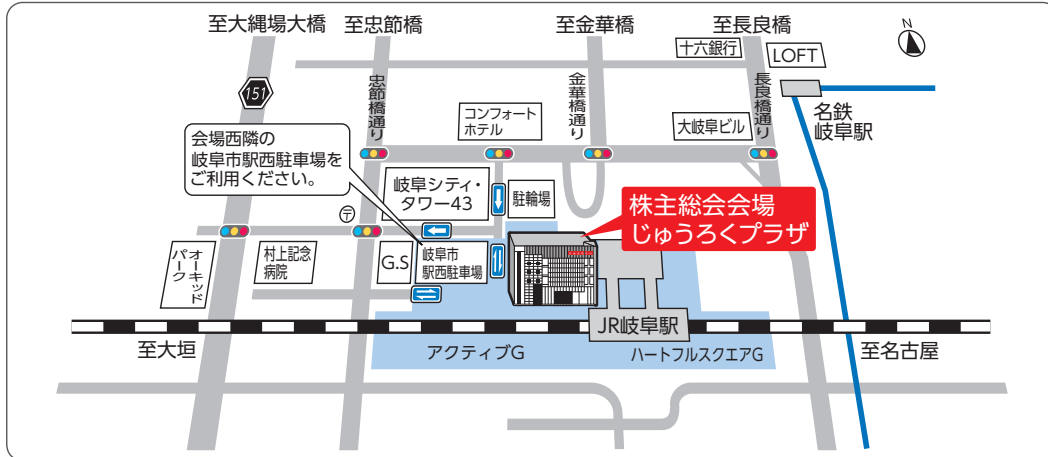 至大縄場大橋
至忠節橋
至金華橋
至長良橋
N
十六銀行
LOFT
151
忠節橋通り
金華橋通り
長良橋通り
名鉄
岐阜駅
コンフォート
ホテル
大岐阜ビル
会場西隣の
岐阜市駅西駐車場を
ご利用ください。
岐阜シティ・
タワー43
駐輪場
株主総会会場
じゅうろくプラザ
〒
オーキッド
パーク
村上記念
病院
G.S
岐阜市
駅西駐車場
JR岐阜駅
至大垣
アクティブG
ハートフルスクエアG
至名古屋